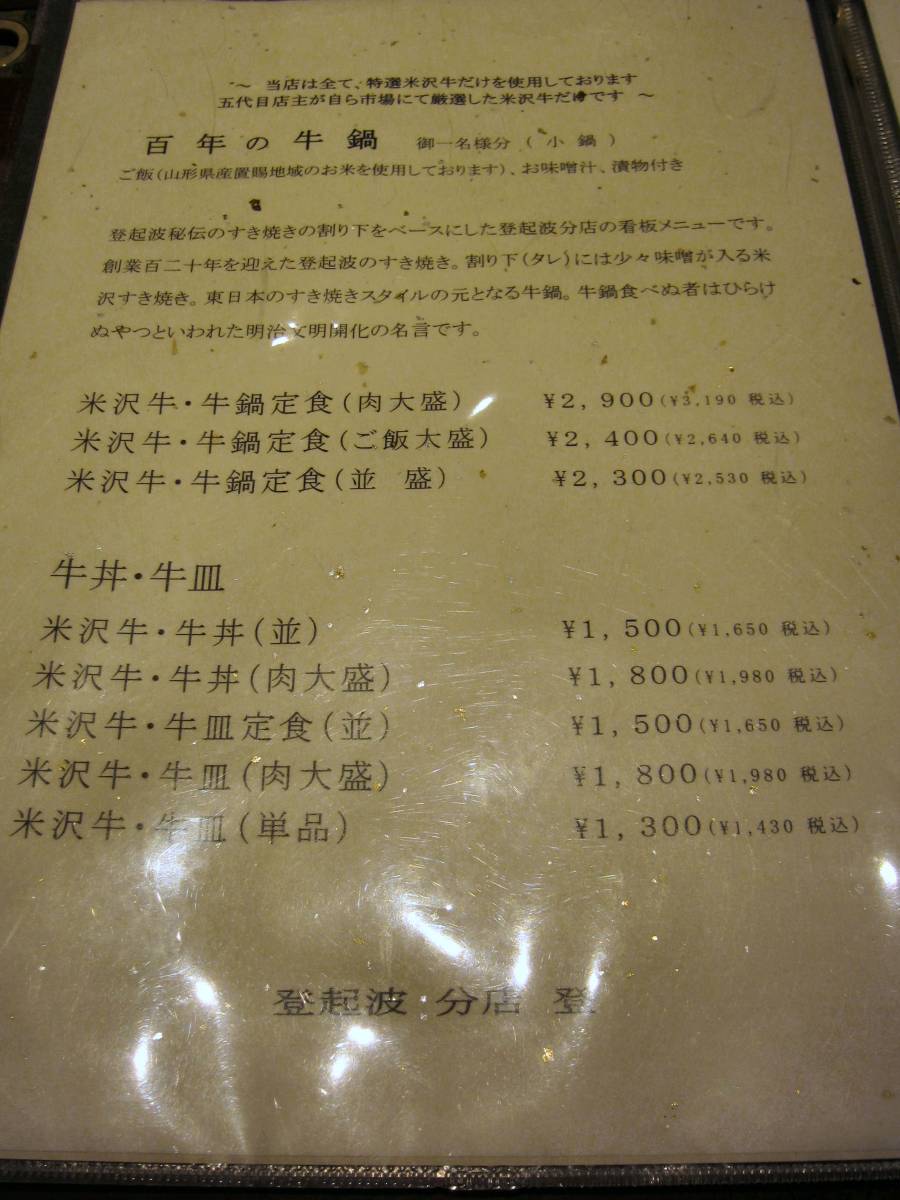 ～ 当店は全て、特選米沢牛だけを使用しております
五代目店主が自ら市場にて厳選した米沢牛だけです ～
百年の牛鍋 御一名様分 (小鍋)
ご飯(山形県産置賜地域のお米を使用しております)、お味噌汁、漬物付き
登起波秘伝のすき焼きの割り下をベースにした登起波分店の看板メニューです。
創業百二十年を迎えた登起波のすき焼き。割り下(タレ)には少々味噌が入る米
沢すき焼き。東日本のすき焼きスタイルの元となる牛鍋。牛鍋食べぬ者はひらけ
ぬやつといわれた明治文明開化の名言です。
米沢牛・牛鍋定食(肉大盛) ¥2,900(¥3,190 税込)
米沢牛・牛鍋定食(ご飯大盛) ¥2,400(¥2,640 税込)
米沢牛・牛鍋定食(並 盛) ¥2,300(¥2,530 税込)
牛丼・牛皿
米沢牛・牛丼(並) ¥1,500(¥1,650 税込)
米沢牛・牛丼(肉大盛) ¥1,800(¥1,980 税込)
米沢牛・牛皿定食(並) ¥1,500(¥1,650 税込)
米沢牛・牛皿(肉大盛) ¥1,800(¥1,980 税込)
米沢牛・牛皿(単品) ¥1,300(¥1,430 税込)
登起波 分店 登